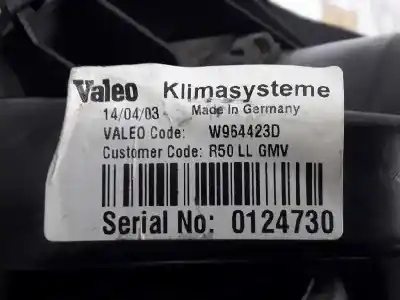 Valeo Klimasysteme
14/04/03 - Made In Germany
VALEO Code: W964423D
Customer Code: R50 LL GMV
Serial No: 0124730